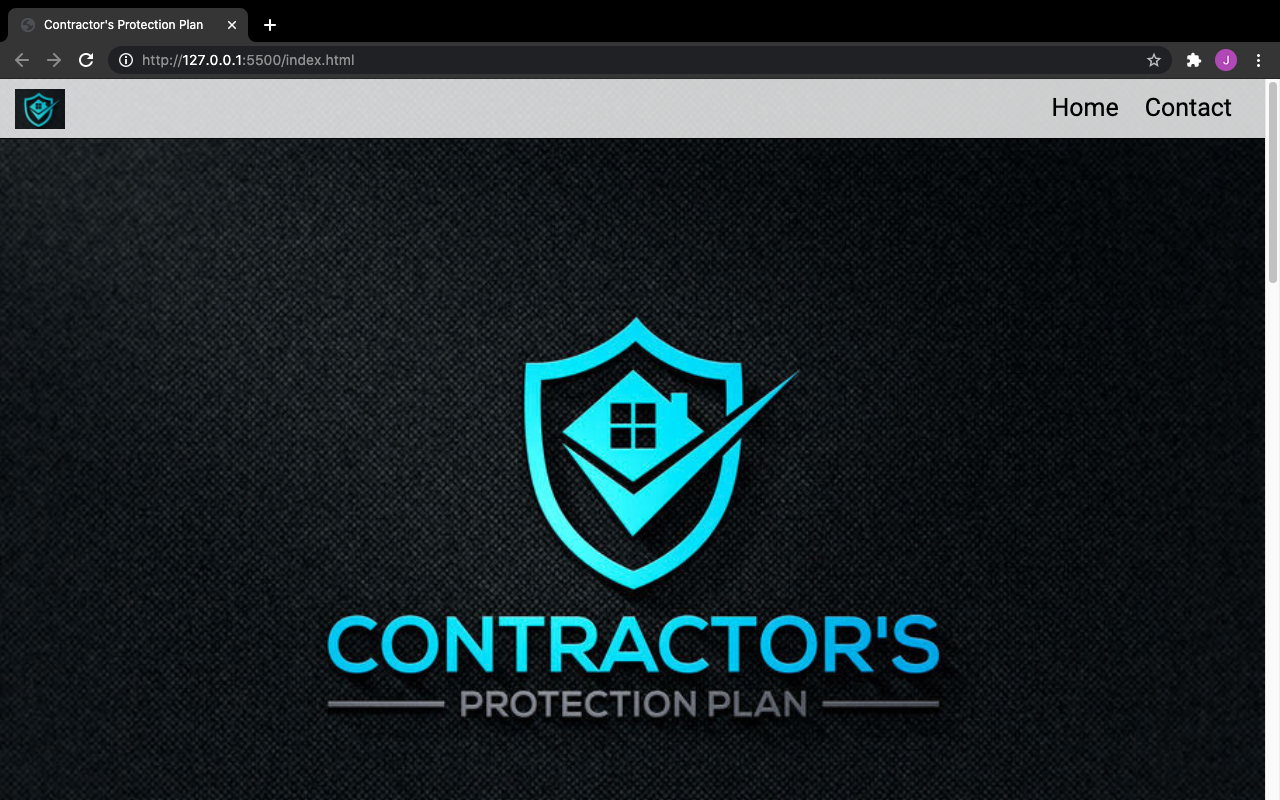 Contractor's Protection Plan
http://127.0.0.1:5500/index.html
J
Home Contact
CONTRACTOR'S
PROTECTION PLAN